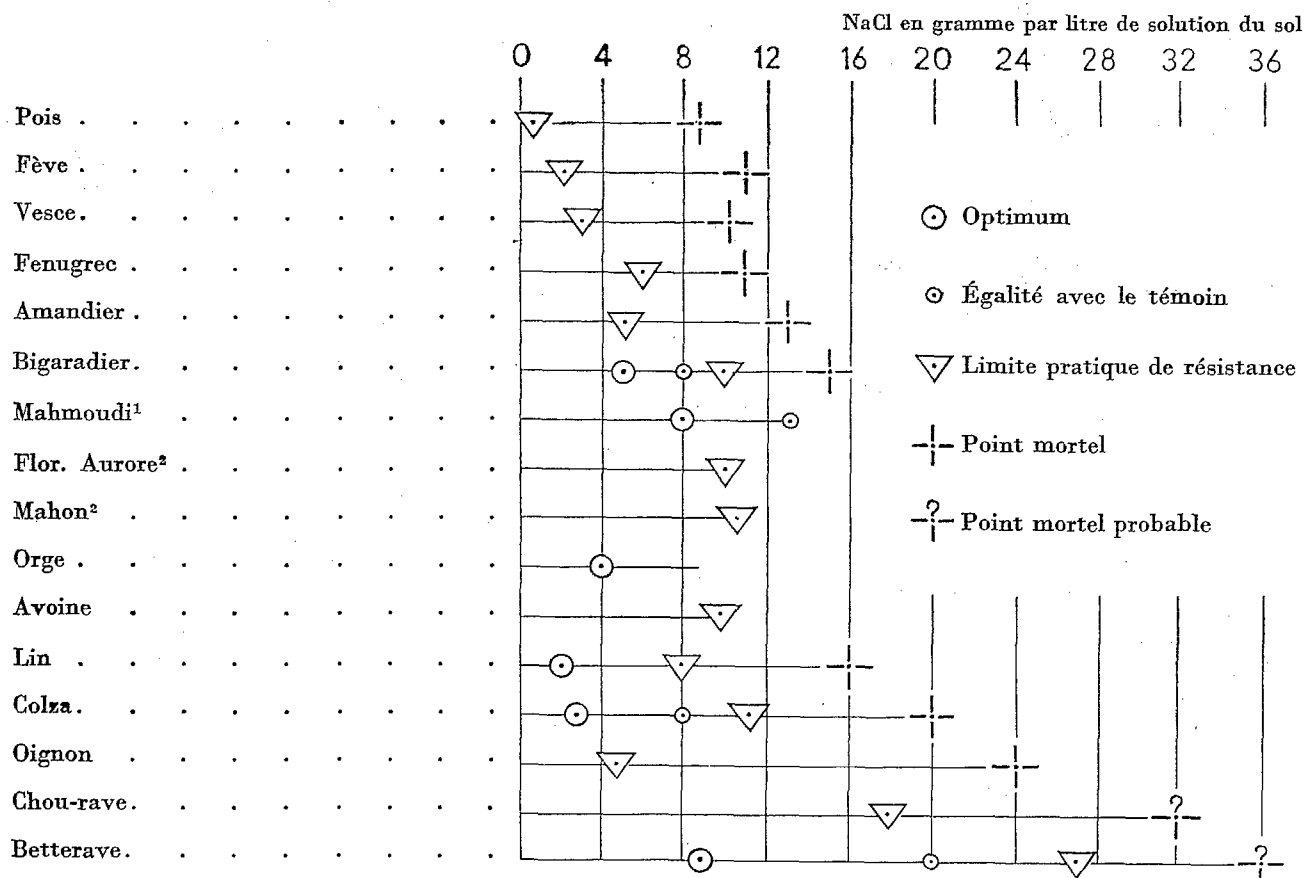 NaCl en gramme par litre de solution du sol
0 4 8 12 16 20 24 28 32 36
Pois . . . . . . . . .
Fève . . . . . . . . .
Vesce. . . . . . . . .
Fenugrec . . . . . . . .
Amandier . . . . . . . .
Bigaradier. . . . . . . .
Mahmoudi¹ . . . . . . .
Flor. Aurore² . . . . . . .
Mahon² . . . . . . . .
Orge . . . . . . . . .
Avoine . . . . . . . .
Lin . . . . . . . . .
Colza. . . . . . . . .
Oignon . . . . . . . .
Chou-rave. . . . . . . .
Betterave. . . . . . . .
Optimum
Égalité avec le témoin
Limite pratique de résistance
Point mortel
? Point mortel probable
?
?